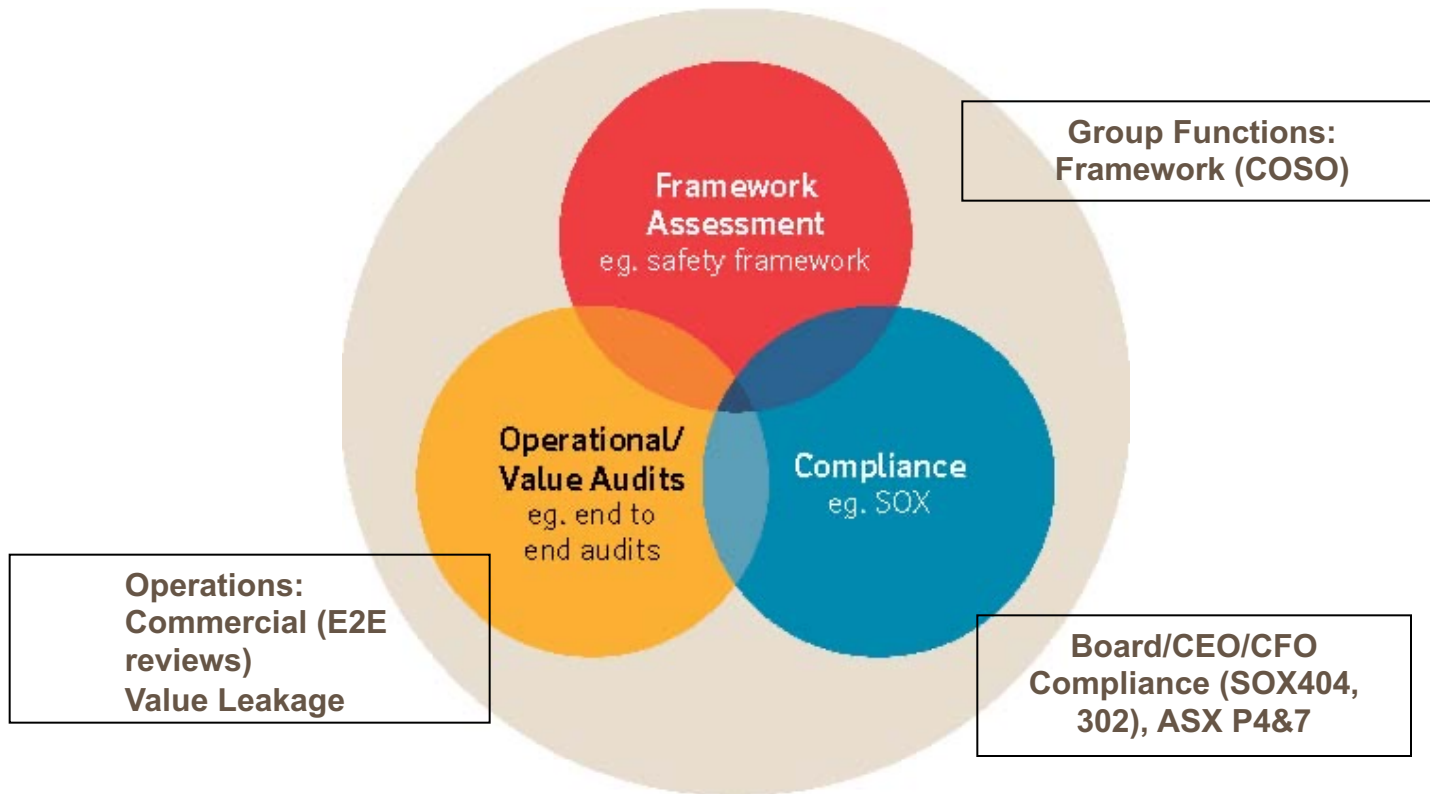 Framework
Assessment
eg. safety framework
Group Functions:
Framework (COSO)
Operational/
Value Audits
eg. end to
end audits
Compliance
eg. SOX
Operations:
Commercial (E2E
reviews)
Value Leakage
Board/CEO/CFO
Compliance (SOX404,
302), ASX P4&7